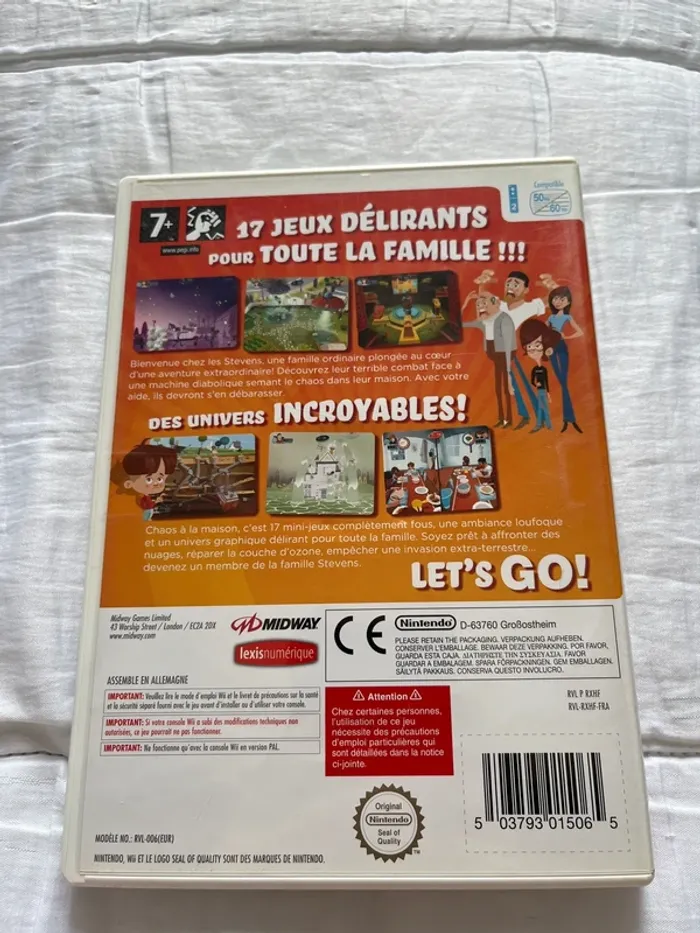 7+
www.pegi.info
2
Compatible
50Hz
60Hz
17 JEUX DÉLIRANTS
POUR TOUTE LA FAMILLE !!!
Bienvenue chez les Stevens, une famille ordinaire plongée au cœur
d'une aventure extraordinaire! Découvrez leur terrible combat face à
une machine diabolique semant le chaos dans leur maison. Avec votre
aide, ils devront s'en débarasser.
DES UNIVERS INCROYABLES!
Chaos à la maison, c'est 17 mini-jeux complètement fous, une ambiance loufoque
et un univers graphique délirant pour toute la famille. Soyez prêt à affronter des
nuages, réparer la couche d'ozone, empêcher une invasion extra-terrestre...
devenez un membre de la famille Stevens.
LET'S GO!
Midway Games Limited
43 Worship Street / London / EC2A 2DX
www.midway.com
MIDWAY
lexisnumérique
CE
Nintendo D-63760 Großostheim
PLEASE RETAIN THE PACKAGING. VERPACKUNG AUFHEBEN.
CONSERVER L'EMBALLAGE. BEWAAR DEZE VERPAKKING. POR FAVOR,
GUARDA ESTA CAJA. ΔΙΑΤΗΡΗΣΤΕ ΤΗΝ ΣΥΣΚΕΥΑΣΙΑ. FAVOR
GUARDAR A EMBALAGEM. SPARA FÖRPACKNINGEN. GEM EMBALLAGEN.
SÄILYTÄ PAKKAUS. CONSERVA QUESTO INVOLUCRO.
ASSEMBLE EN ALLEMAGNE
IMPORTANT: Veuillez lire le mode d'emploi Wii et le livret de précautions sur la santé
et la sécurité séparé fourni avec le jeu avant d'installer ou d'utiliser votre console.
IMPORTANT: Si votre console Wii a subi des modifications techniques non
autorisées, ce jeu pourrait ne pas fonctionner.
IMPORTANT: Ne fonctionne qu'avec la console Wii en version PAL.
Attention
Chez certaines personnes,
l'utilisation de ce jeu
nécessite des précautions
d'emploi particulières qui
sont détaillées dans la notice
ci-jointe.
RVL P RXHF
RVL-RXHF-FRA
Original
Nintendo
Seal of
Quality
TM
5 03793 01506 5
MODÈLE NO.: RVL-006(EUR)
NINTENDO, Wii ET LE LOGO SEAL OF QUALITY SONT DES MARQUES DE NINTENDO.